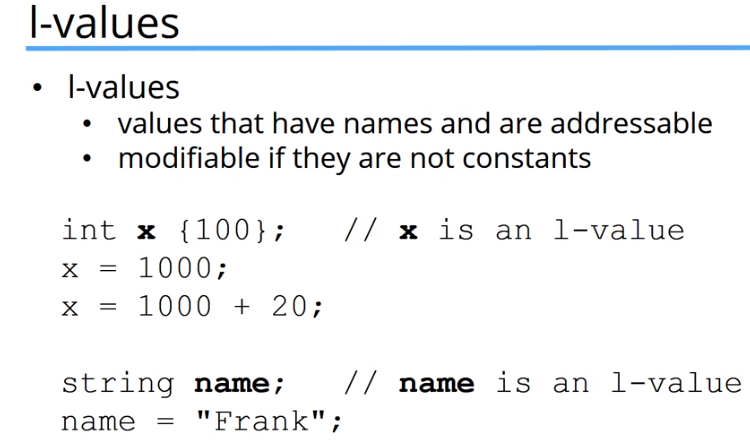 l-values
• l-values
• values that have names and are addressable
• modifiable if they are not constants
int x {100};   // x is an l-value
x = 1000;
x = 1000 + 20;
string name;   // name is an l-value
name = "Frank";